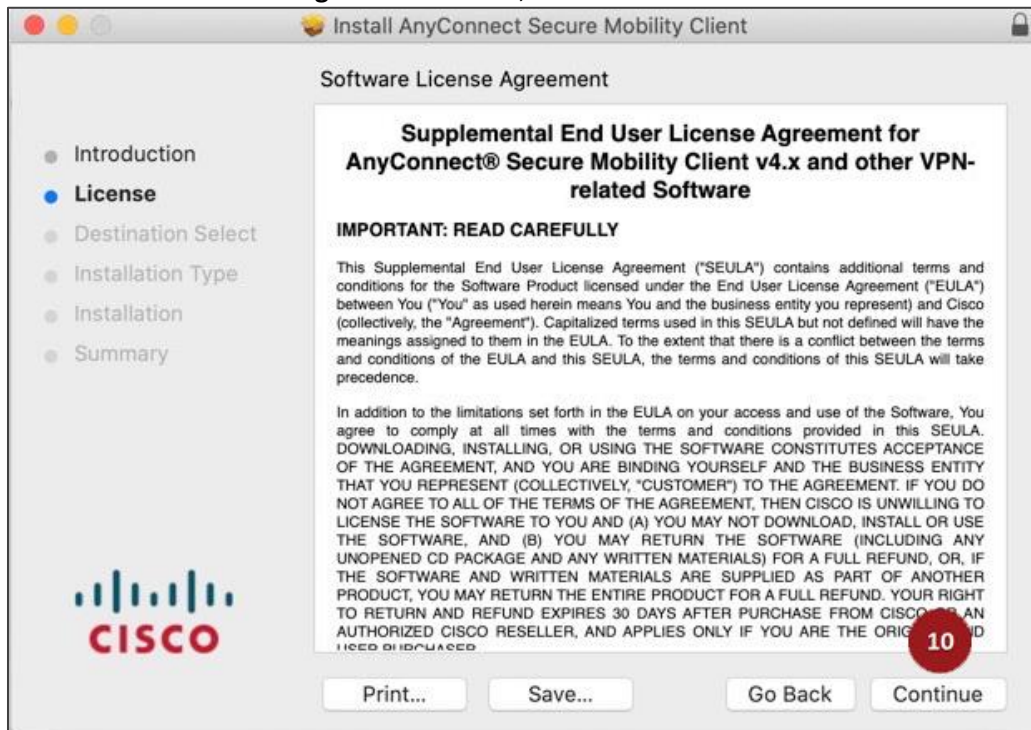 Install AnyConnect Secure Mobility Client
Software License Agreement
Introduction
License
Destination Select
Installation Type
Installation
Summary
Supplemental End User License Agreement for
AnyConnect® Secure Mobility Client v4.x and other VPN-
related Software
IMPORTANT: READ CAREFULLY
This Supplemental End User License Agreement ("SEULA") contains additional terms and
conditions for the Software Product licensed under the End User License Agreement ("EULA")
between You ("You" as used herein means You and the business entity you represent) and Cisco
(collectively, the "Agreement"). Capitalized terms used in this SEULA but not defined will have the
meanings assigned to them in the EULA. To the extent that there is a conflict between the terms
and conditions of the EULA and this SEULA, the terms and conditions of this SEULA will take
precedence.
In addition to the limitations set forth in the EULA on your access and use of the Software, You
agree to comply at all times with the terms and conditions provided in this SEULA.
DOWNLOADING, INSTALLING, OR USING THE SOFTWARE CONSTITUTES ACCEPTANCE
OF THE AGREEMENT, AND YOU ARE BINDING YOURSELF AND THE BUSINESS ENTITY
THAT YOU REPRESENT (COLLECTIVELY, "CUSTOMER") TO THE AGREEMENT. IF YOU DO
NOT AGREE TO ALL OF THE TERMS OF THE AGREEMENT, THEN CISCO IS UNWILLING TO
LICENSE THE SOFTWARE TO YOU AND (A) YOU MAY NOT DOWNLOAD, INSTALL OR USE
THE SOFTWARE, AND (B) YOU MAY RETURN THE SOFTWARE (INCLUDING ANY
UNOPENED CD PACKAGE AND ANY WRITTEN MATERIALS) FOR A FULL REFUND, OR, IF
THE SOFTWARE AND WRITTEN MATERIALS ARE SUPPLIED AS PART OF ANOTHER
PRODUCT, YOU MAY RETURN THE ENTIRE PRODUCT FOR A FULL REFUND. YOUR RIGHT
TO RETURN AND REFUND EXPIRES 30 DAYS AFTER PURCHASE FROM CISCO AN
AUTHORIZED CISCO RESELLER, AND APPLIES ONLY IF YOU ARE THE
USER PURCHASER
10
CISCO
Print...
Save...
Go Back
Continue